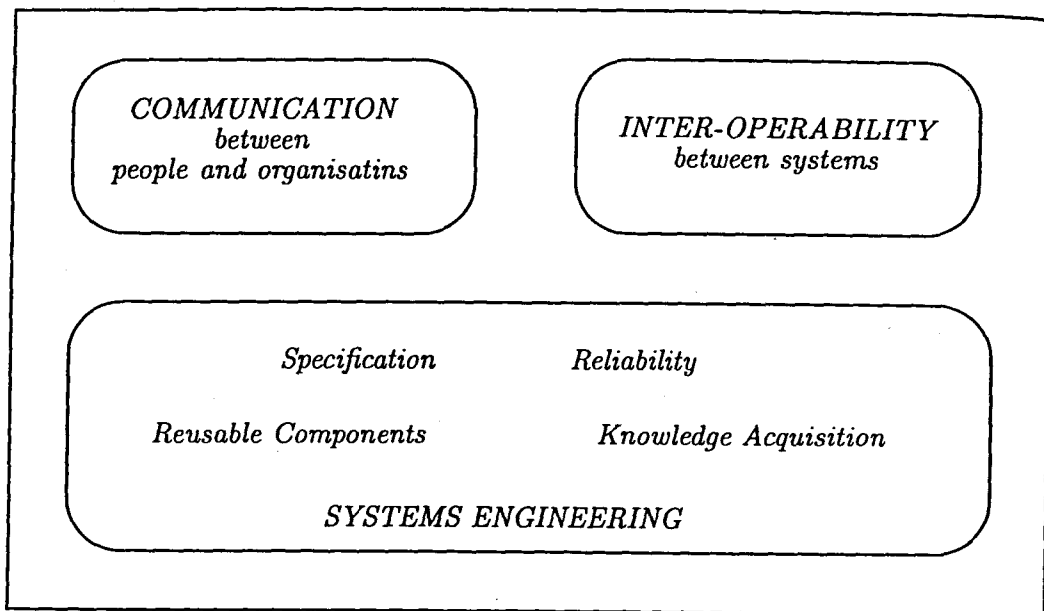 COMMUNICATION
between
people and organisatins
INTER-OPERABILITY
between systems
Specification Reliability
Reusable Components Knowledge Acquisition
SYSTEMS ENGINEERING